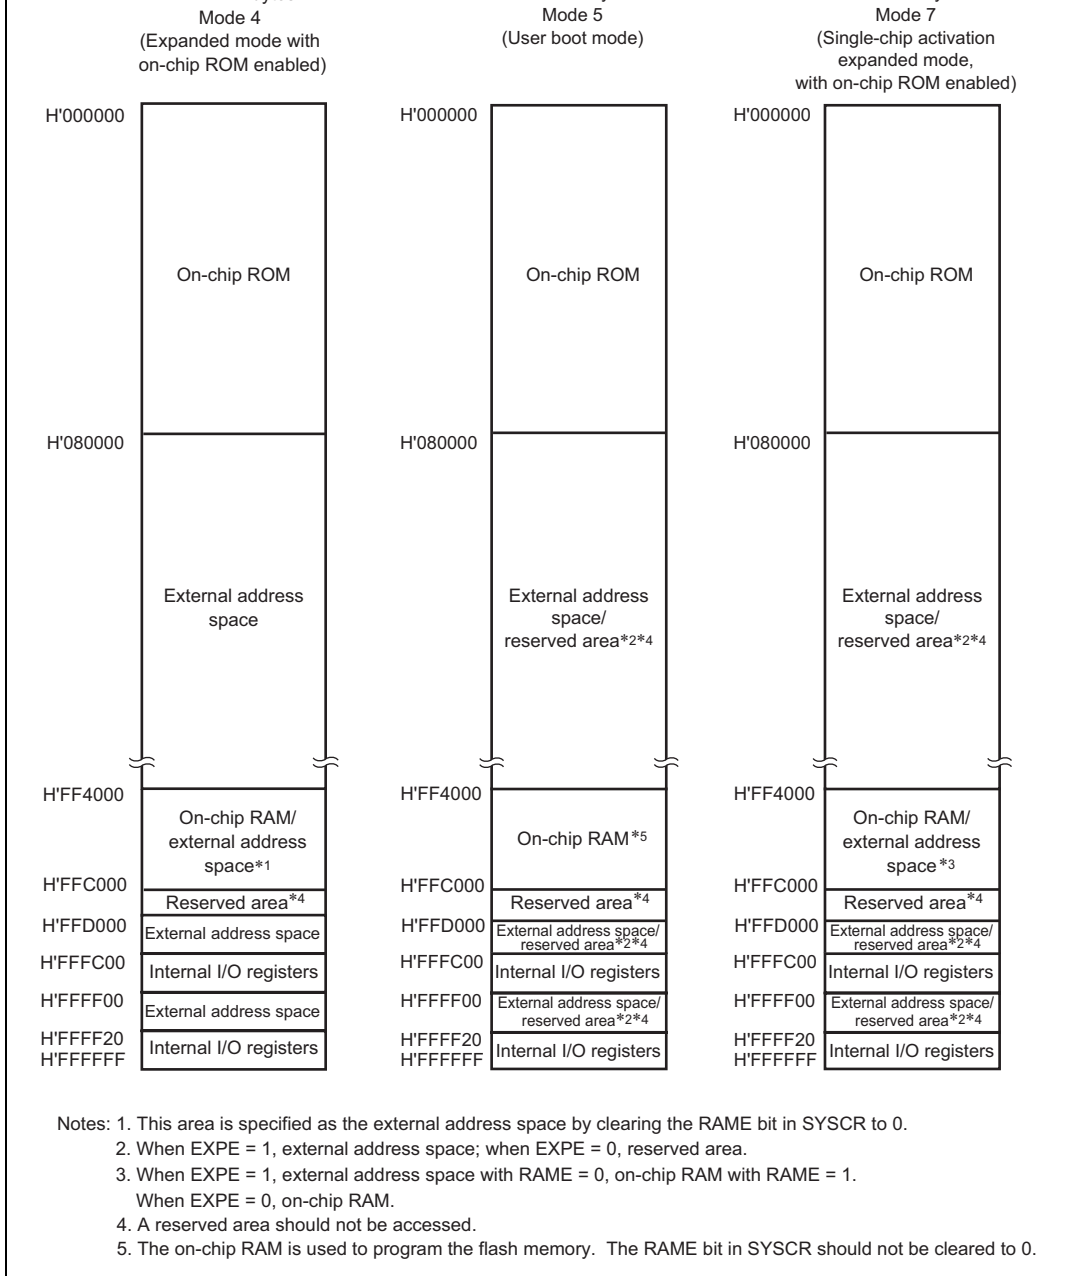 Mode 4
(Expanded mode with
on-chip ROM enabled)
H'000000
On-chip ROM
H'080000
External address
space
H'FF4000
On-chip RAM/
external address
space*1
H'FFC000
Reserved area*4
H'FFD000
External address space
H'FFFC00
Internal I/O registers
H'FFFF00
External address space
H'FFFF20
Internal I/O registers
H'FFFFFF
Mode 5
(User boot mode)
H'000000
On-chip ROM
H'080000
External address
space/
reserved area*2*4
H'FF4000
On-chip RAM*5
H'FFC000
Reserved area*4
H'FFD000
External address space/
reserved area*2*4
H'FFFC00
Internal I/O registers
H'FFFF00
External address space/
reserved area*2*4
H'FFFF20
Internal I/O registers
H'FFFFFF
Mode 7
(Single-chip activation
expanded mode,
with on-chip ROM enabled)
H'000000
On-chip ROM
H'080000
External address
space/
reserved area*2*4
H'FF4000
On-chip RAM/
external address
space*3
H'FFC000
Reserved area*4
H'FFD000
External address space/
reserved area*2*4
H'FFFC00
Internal I/O registers
H'FFFF00
External address space/
reserved area*2*4
H'FFFF20
Internal I/O registers
H'FFFFFF
Notes: 1. This area is specified as the external address space by clearing the RAME bit in SYSCR to 0.
2. When EXPE = 1, external address space; when EXPE = 0, reserved area.
3. When EXPE = 1, external address space with RAME = 0, on-chip RAM with RAME = 1.
When EXPE = 0, on-chip RAM.
4. A reserved area should not be accessed.
5. The on-chip RAM is used to program the flash memory. The RAME bit in SYSCR should not be cleared to 0.